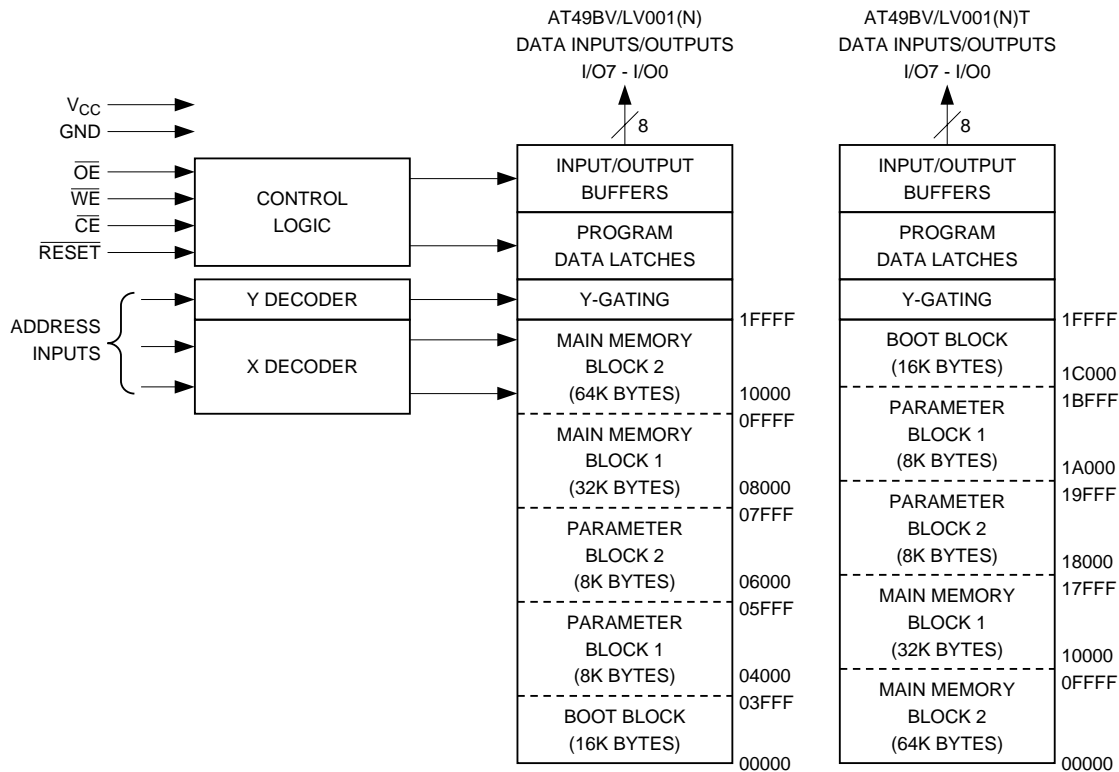 AT49BV/LV001(N)
DATA INPUTS/OUTPUTS
I/O7 - I/O0
8
AT49BV/LV001(N)T
DATA INPUTS/OUTPUTS
I/O7 - I/O0
8
VCC
GND
OE
WE
CE
RESET
ADDRESS
INPUTS
CONTROL
LOGIC
Y DECODER
X DECODER
INPUT/OUTPUT
BUFFERS
PROGRAM
DATA LATCHES
Y-GATING
1FFFF
MAIN MEMORY
BLOCK 2
(64K BYTES)
10000
0FFFF
MAIN MEMORY
BLOCK 1
(32K BYTES)
08000
07FFF
PARAMETER
BLOCK 2
(8K BYTES)
06000
05FFF
PARAMETER
BLOCK 1
(8K BYTES)
04000
03FFF
BOOT BLOCK
(16K BYTES)
00000
INPUT/OUTPUT
BUFFERS
PROGRAM
DATA LATCHES
Y-GATING
1FFFF
BOOT BLOCK
(16K BYTES)
1C000
1BFFF
PARAMETER
BLOCK 1
(8K BYTES)
1A000
19FFF
PARAMETER
BLOCK 2
(8K BYTES)
18000
17FFF
MAIN MEMORY
BLOCK 1
(32K BYTES)
10000
0FFFF
MAIN MEMORY
BLOCK 2
(64K BYTES)
00000